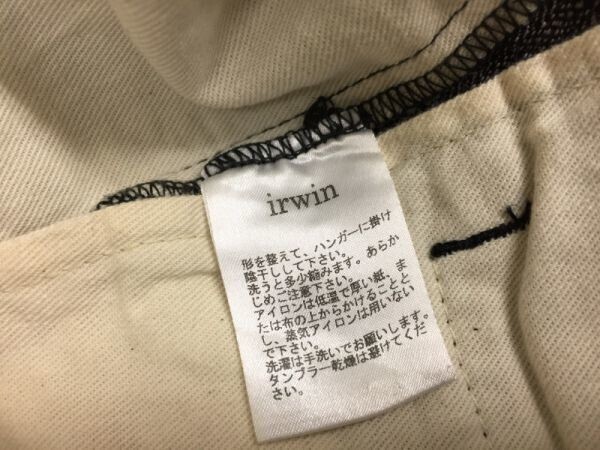 irwin
形を整えて、ハンガーに掛け
陰干しして下さい。
洗うと多少縮みます。あらか
じめご注意下さい。
アイロンは低温で厚い紙、ま
たは布の上からかけることと
し、蒸気アイロンは用いない
で下さい。
洗濯は手洗いでお願いします。
タンブラー乾燥は避けてくだ
さい。